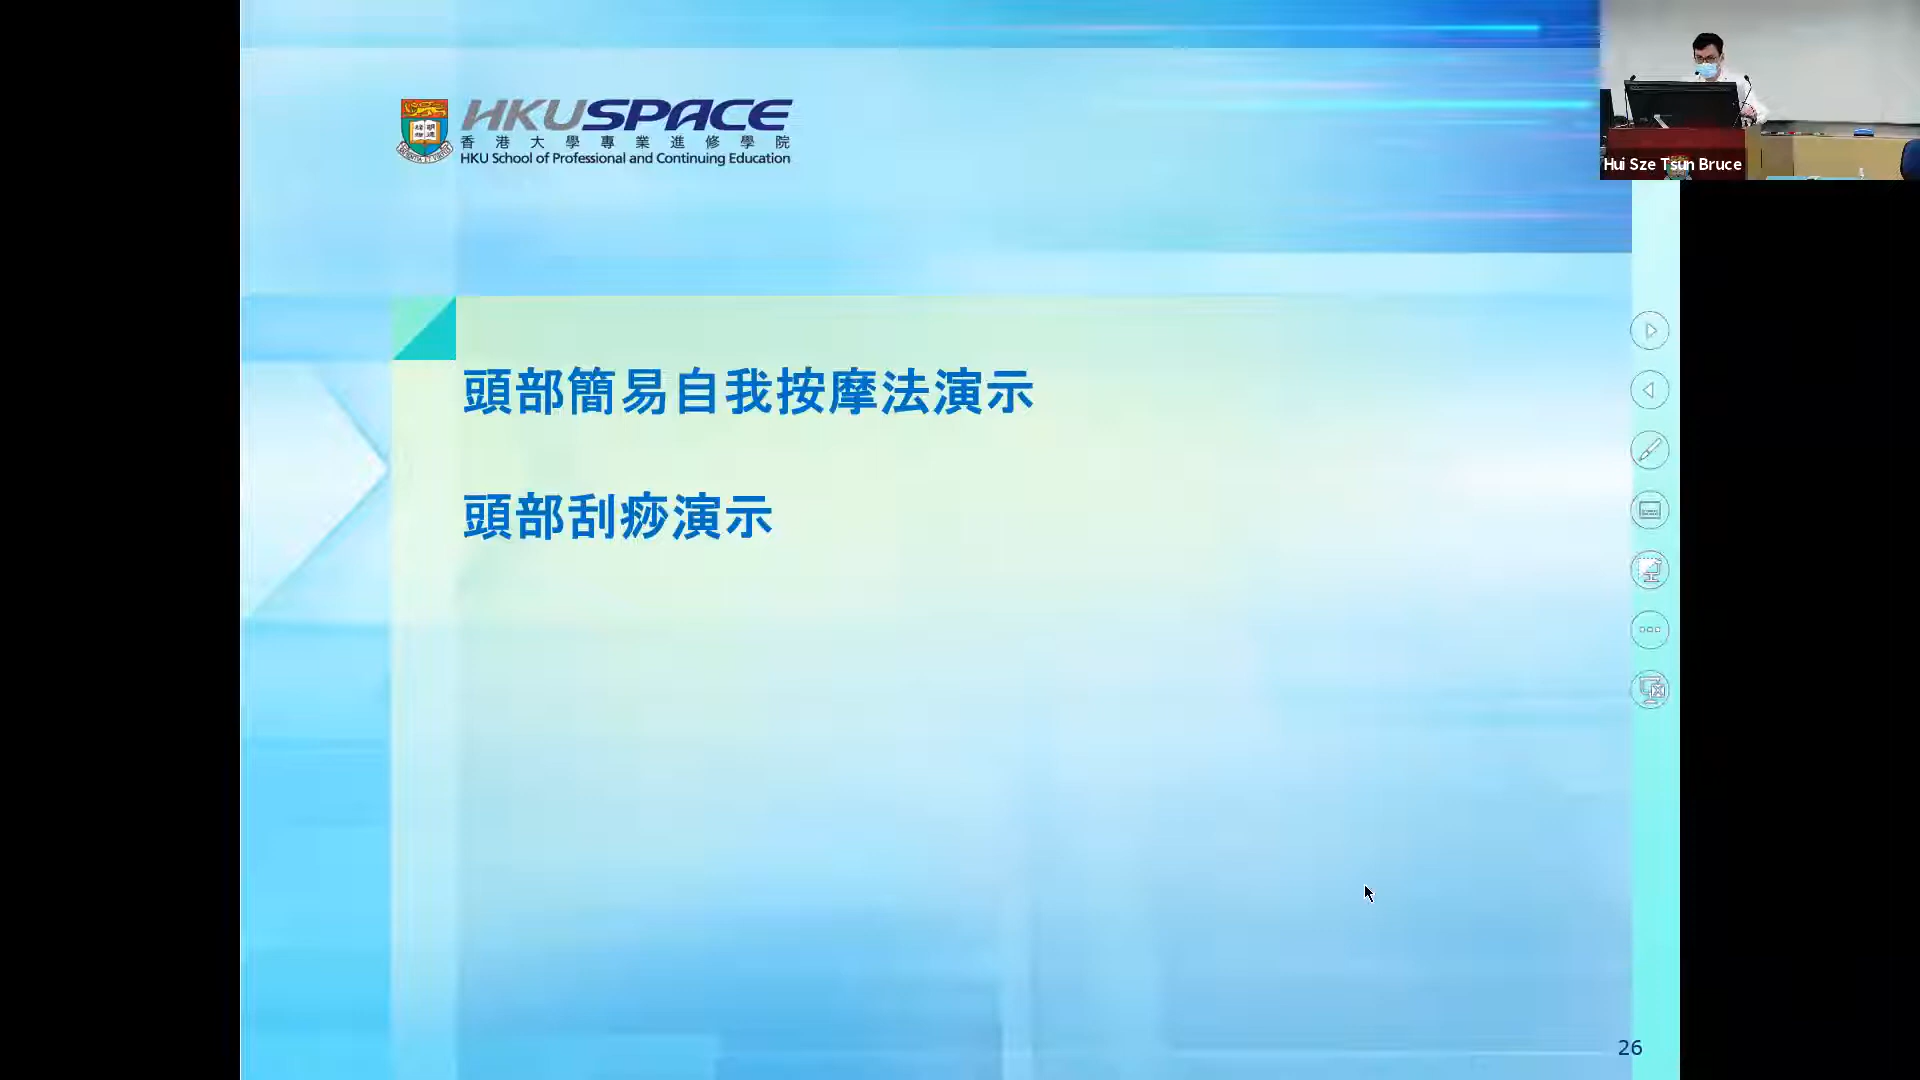 HKUSPACE
香港大學專業進修學院
HKU School of Professional and Continuing Education
Hui Sze Tsun Bruce
頭部簡易自我按摩法演示
頭部刮痧演示
26